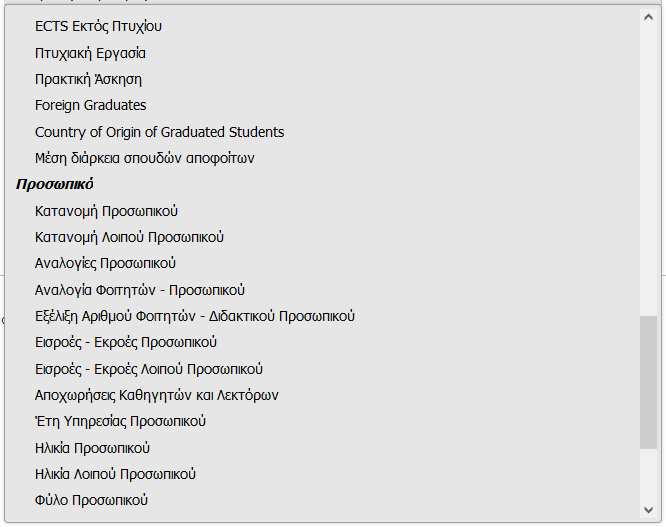 ECTS Εκτός Πτυχίου
Πτυχιακή Εργασία
Πρακτική Άσκηση
Foreign Graduates
Country of Origin of Graduated Students
Μέση διάρκεια σπουδών αποφοίτων
Προσωπικό
Κατανομή Προσωπικού
Κατανομή Λοιπού Προσωπικού
Αναλογίες Προσωπικού
Αναλογία Φοιτητών - Προσωπικού
Εξέλιξη Αριθμού Φοιτητών - Διδακτικού Προσωπικού
Εισροές - Εκροές Προσωπικού
Εισροές - Εκροές Λοιπού Προσωπικού
Αποχωρήσεις Καθηγητών και Λεκτόρων
Έτη Υπηρεσίας Προσωπικού
Ηλικία Προσωπικού
Ηλικία Λοιπού Προσωπικού
Φύλο Προσωπικού